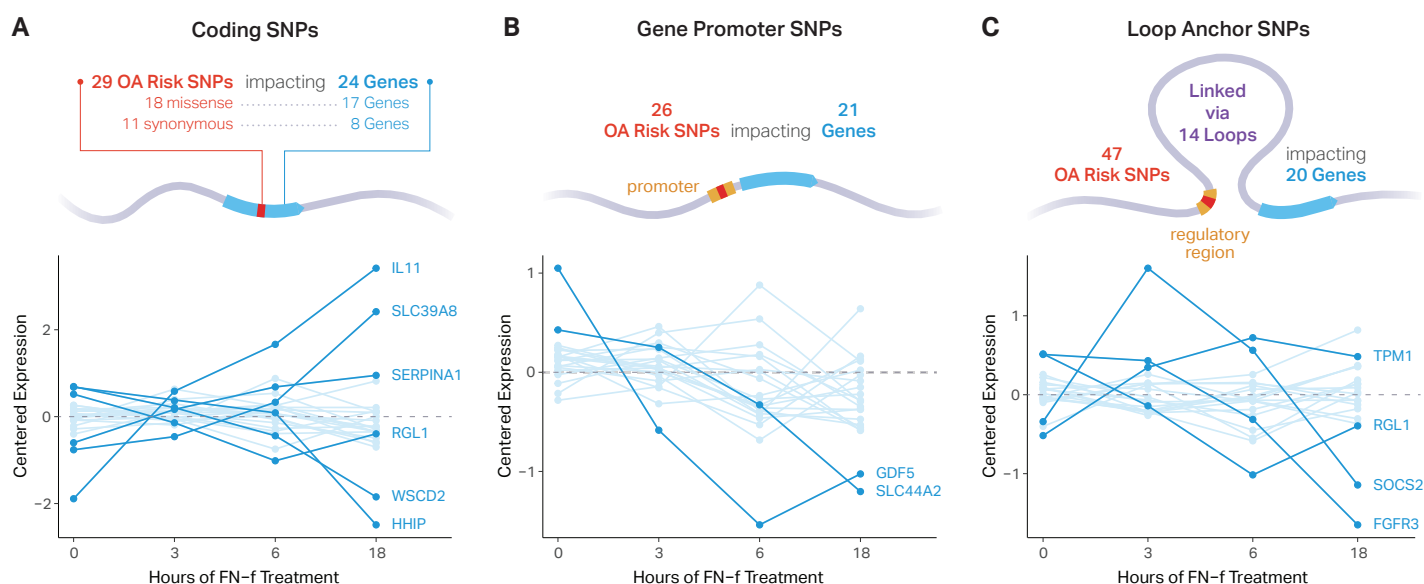 A
Coding SNPs
29 OA Risk SNPs impacting 24 Genes
18 missense 17 Genes
11 synonymous 8 Genes
Centered Expression
2
0
−2
IL11
SLC39A8
SERPINA1
RGL1
WSCD2
HHIP
0 3 6 18
Hours of FN−f Treatment
B
Gene Promoter SNPs
26
OA Risk SNPs impacting
21
Genes
promoter
Centered Expression
1
0
−1
GDF5
SLC44A2
0 3 6 18
Hours of FN−f Treatment
C
Loop Anchor SNPs
Linked
via
14 Loops
47
OA Risk SNPs
impacting
20 Genes
regulatory
region
Centered Expression
1
0
−1
TPM1
RGL1
SOCS2
FGFR3
0 3 6 18
Hours of FN−f Treatment